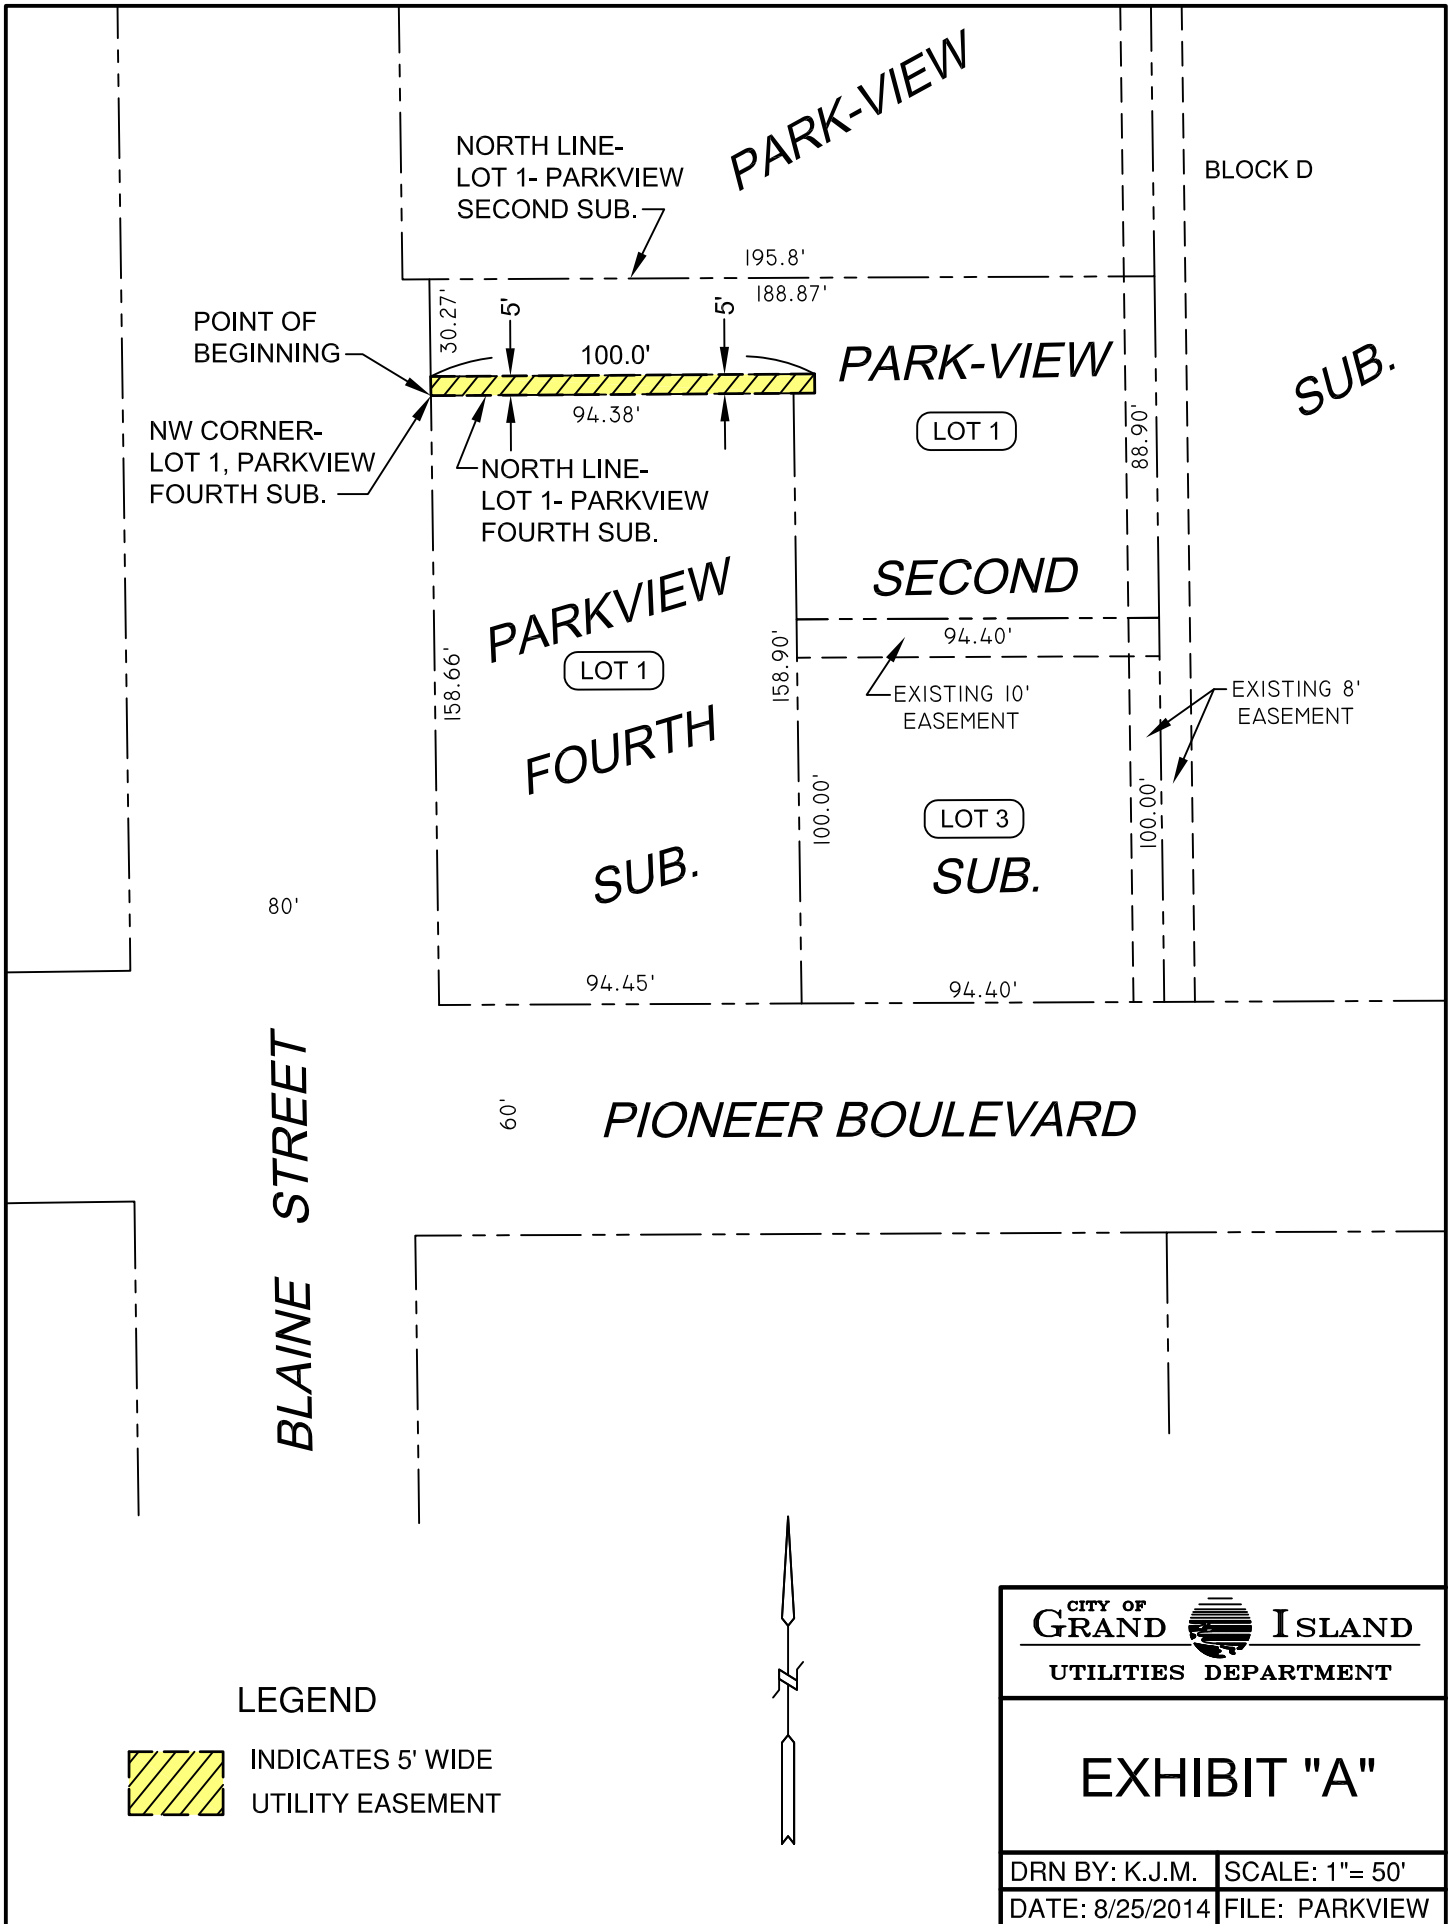 PARK-VIEW
NORTH LINE-
LOT 1- PARKVIEW
SECOND SUB.
BLOCK D
195.8'
188.87'
30.27'
5'
5'
POINT OF
BEGINNING
100.0'
PARK-VIEW
SUB.
94.38'
LOT 1
88.90'
NW CORNER-
LOT 1, PARKVIEW
FOURTH SUB.
NORTH LINE-
LOT 1- PARKVIEW
FOURTH SUB.
SECOND
PARKVIEW
94.40'
LOT 1
158.66'
158.90'
EXISTING 10'
EASEMENT
EXISTING 8'
EASEMENT
FOURTH
100.00'
LOT 3
100.00'
SUB.
SUB.
80'
94.45'
94.40'
BLAINE STREET
60'
PIONEER BOULEVARD
LEGEND
INDICATES 5' WIDE
UTILITY EASEMENT
CITY OF
GRAND ISLAND
UTILITIES DEPARTMENT
EXHIBIT "A"
DRN BY: K.J.M.
SCALE: 1"= 50'
DATE: 8/25/2014
FILE: PARKVIEW